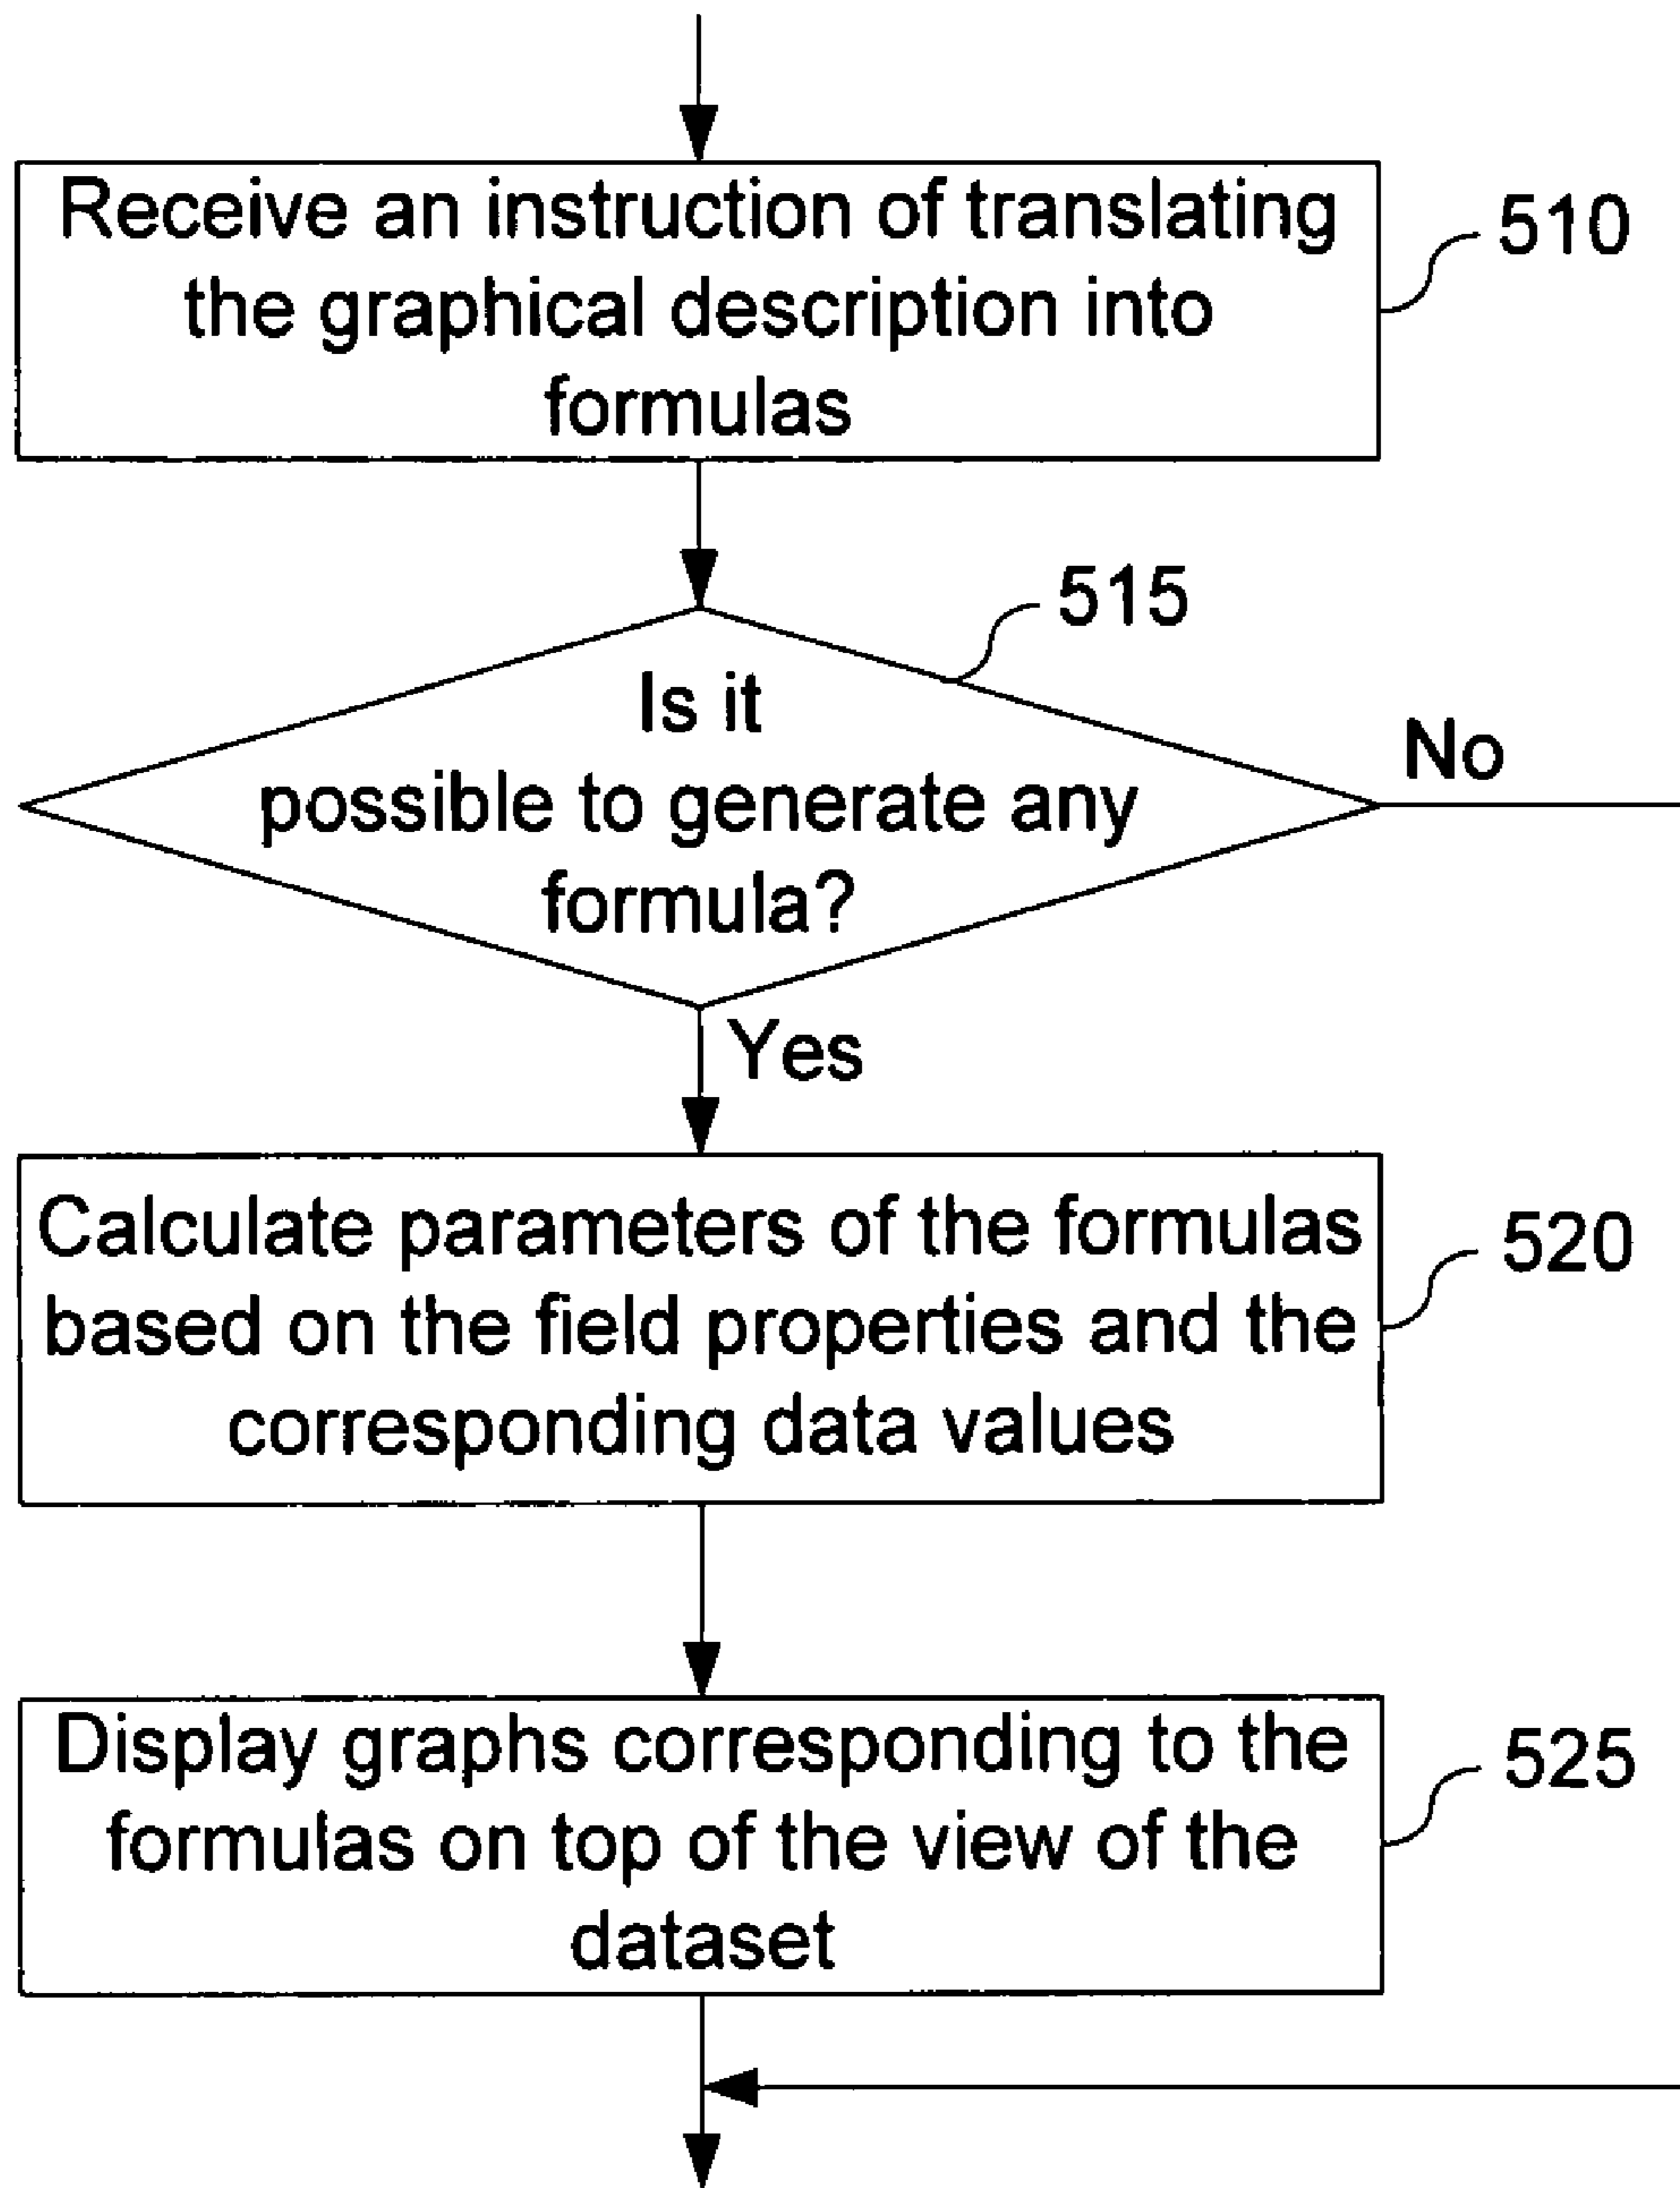 Receive an instruction of translating
the graphical description into
formulas
510
515
Is it
possible to generate any
formula?
No
Yes
Calculate parameters of the formulas
based on the field properties and the
corresponding data values
520
Display graphs corresponding to the
formulas on top of the view of the
dataset
525